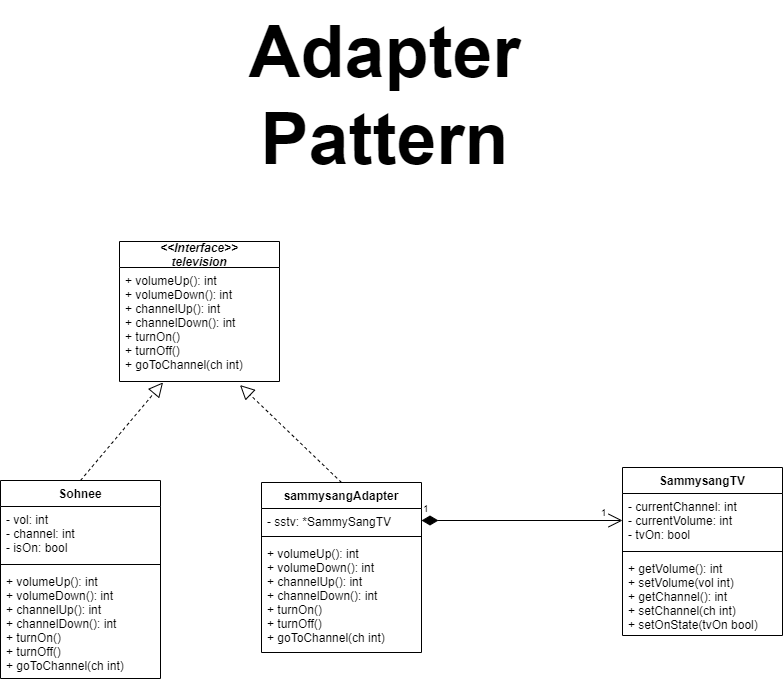 Adapter
Pattern
<<Interface>>
television
+ volumeUp(): int
+ volumeDown(): int
+ channelUp(): int
+ channelDown(): int
+ turnOn()
+ turnOff()
+ goToChannel(ch int)
Sohnee
- vol: int
- channel: int
- isOn: bool
+ volumeUp(): int
+ volumeDown(): int
+ channelUp(): int
+ channelDown(): int
+ turnOn()
+ turnOff()
+ goToChannel(ch int)
sammysangAdapter
- sstv: *SammySangTV
+ volumeUp(): int
+ volumeDown(): int
+ channelUp(): int
+ channelDown(): int
+ turnOn()
+ turnOff()
+ goToChannel(ch int)
1
1
SammysangTV
- currentChannel: int
- currentVolume: int
- tvOn: bool
+ getVolume(): int
+ setVolume(vol int)
+ getChannel(): int
+ setChannel(ch int)
+ setOnState(tvOn bool)